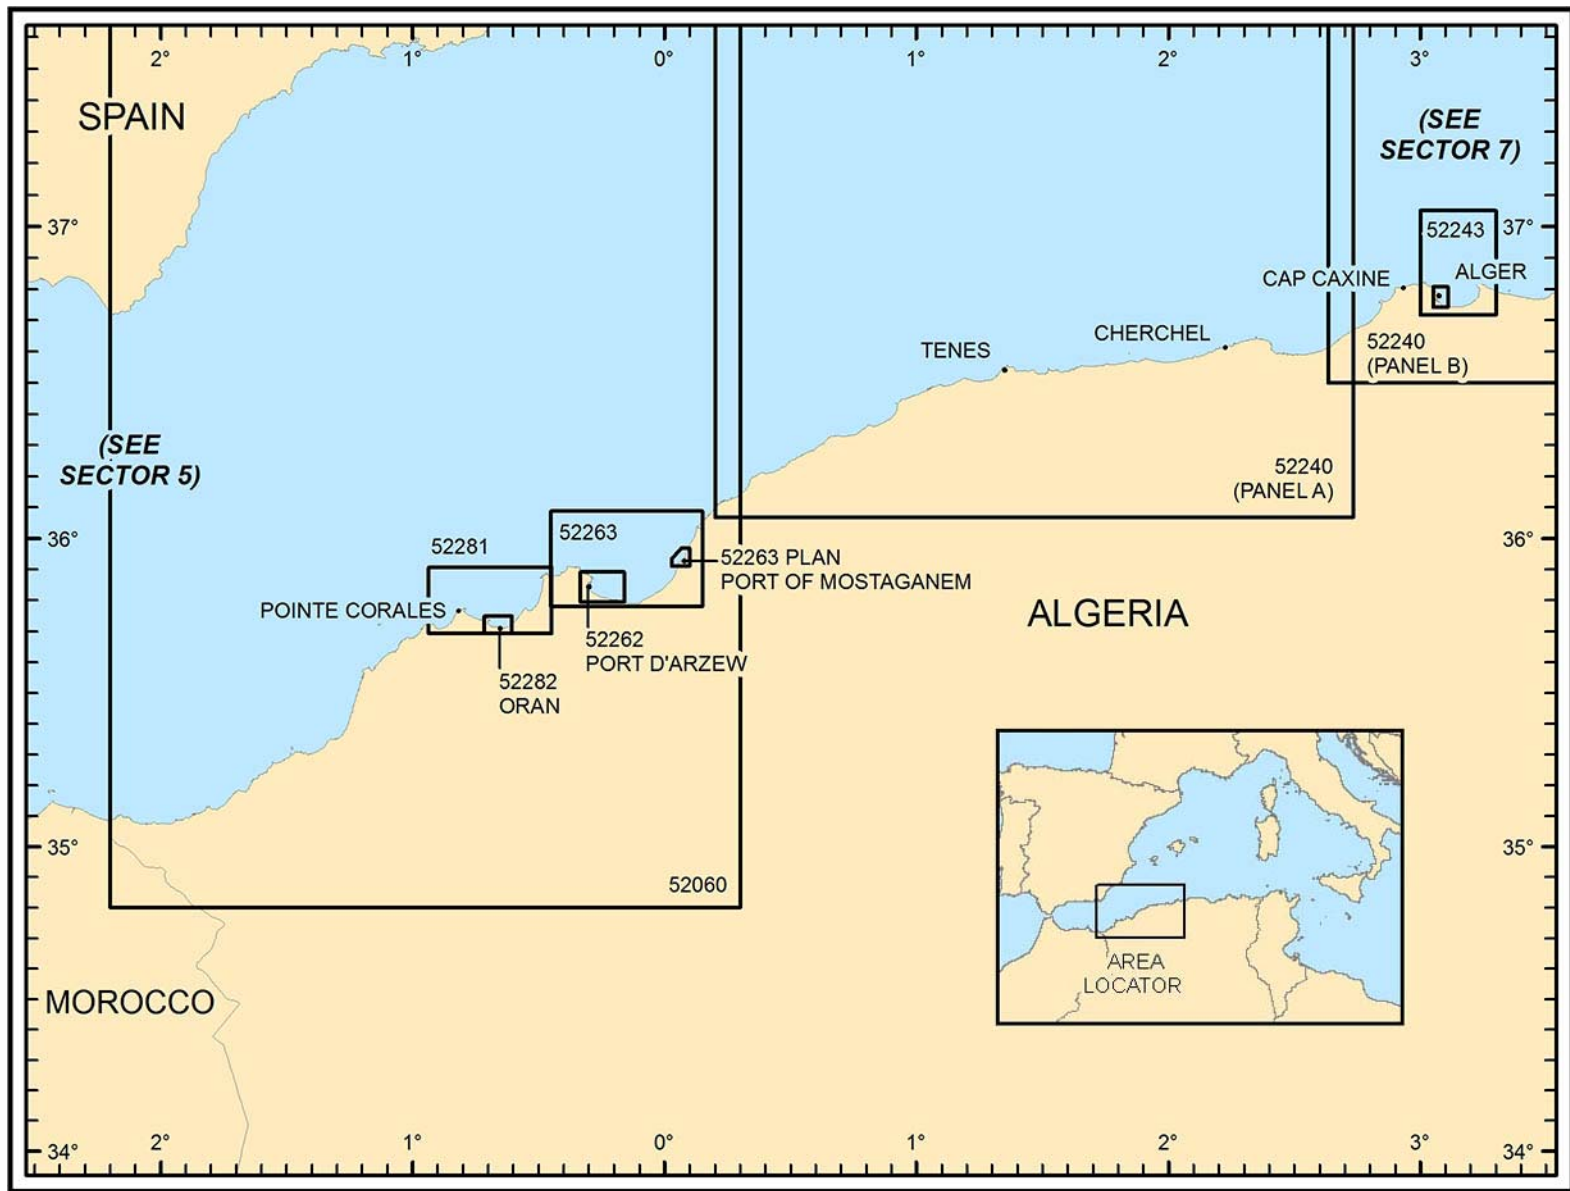 2°
1°
0°
1°
2°
3°
SPAIN
(SEE
SECTOR 7)
37°
37°
52243
CAP CAXINE
ALGER
CHERCHEL
TENES
52240
(PANEL B)
(SEE
SECTOR 5)
52240
(PANEL A)
36°
36°
52281
52263
52263 PLAN
PORT OF MOSTAGANEM
POINTE CORALES
ALGERIA
52262
PORT D'ARZEW
52282
ORAN
35°
35°
52060
AREA
LOCATOR
MOROCCO
34°
34°
2°
1°
0°
1°
2°
3°